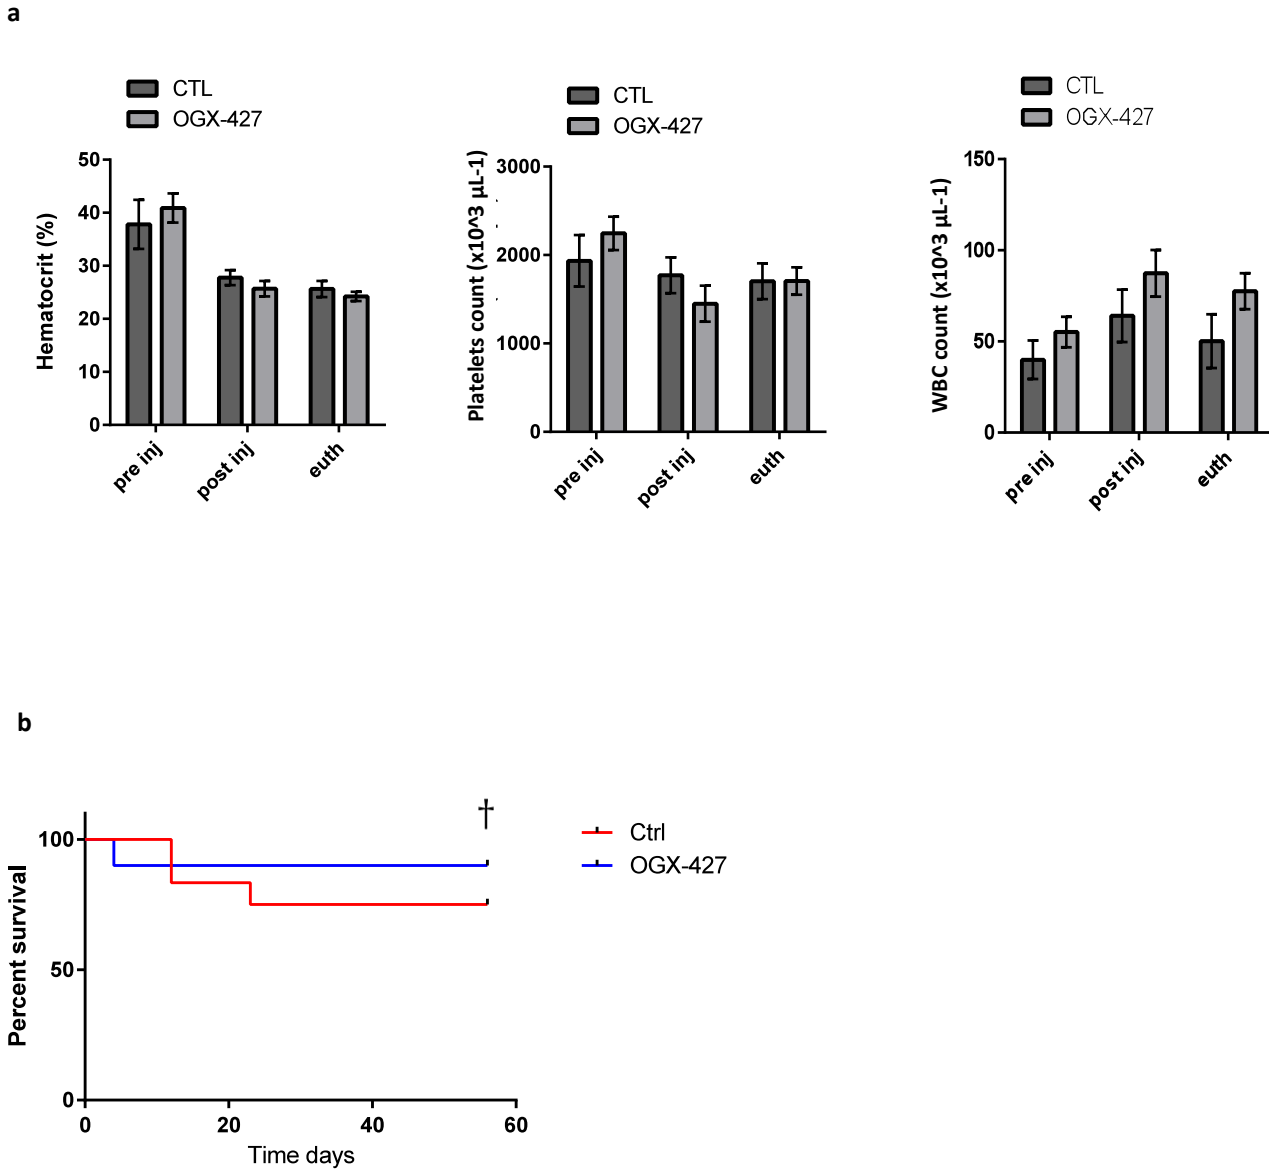 a
CTL
OGX-427
50
40
30
20
10
0
Hematocrit (%)
pre inj
post inj
euth
CTL
OGX-427
3000
2000
1000
0
Platelets count (x10^3 µL-1)
pre inj
post inj
euth
CTL
OGX-427
150
100
50
0
WBC count (x10^3 µL-1)
pre inj
post inj
euth
b
†
100
50
0
Percent survival
0
20
40
60
Time days
Ctrl
OGX-427